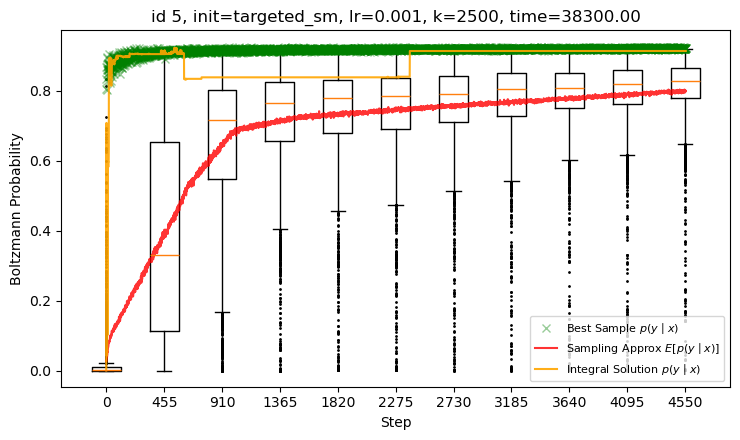 id 5, init=targeted_sm, lr=0.001, k=2500, time=38300.00
Boltzmann Probability
0.8
0.6
0.4
0.2
0.0
Best Sample p(y | x)
Sampling Approx E[p(y | x)]
Integral Solution p(y | x)
0 455 910 1365 1820 2275 2730 3185 3640 4095 4550
Step